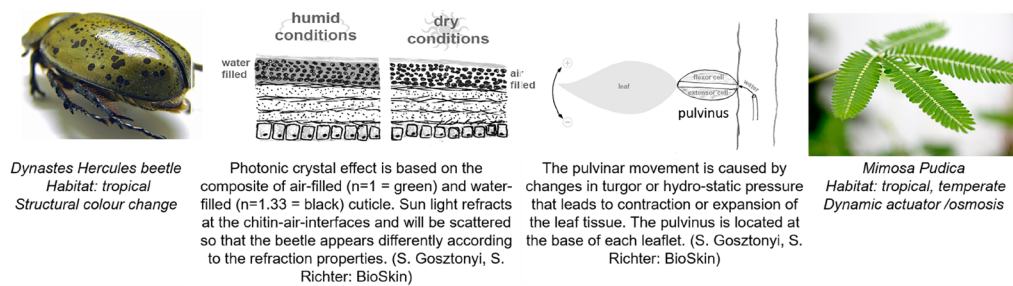 humid
conditions
dry
conditions
water
filled
air
filled
leaf
flexor cell
extensor cell
water
pulvinus
Dynastes Hercules beetle
Habitat: tropical
Structural colour change
Photonic crystal effect is based on the
composite of air-filled (n=1 = green) and water-
filled (n=1.33 = black) cuticle. Sun light refracts
at the chitin-air-interfaces and will be scattered
so that the beetle appears differently according
to the refraction properties. (S. Gosztonyi, S.
Richter: BioSkin)
The pulvinar movement is caused by
changes in turgor or hydro-static pressure
that leads to contraction or expansion of
the leaf tissue. The pulvinus is located at
the base of each leaflet. (S. Gosztonyi, S.
Richter: BioSkin)
Mimosa Pudica
Habitat: tropical, temperate
Dynamic actuator /osmosis